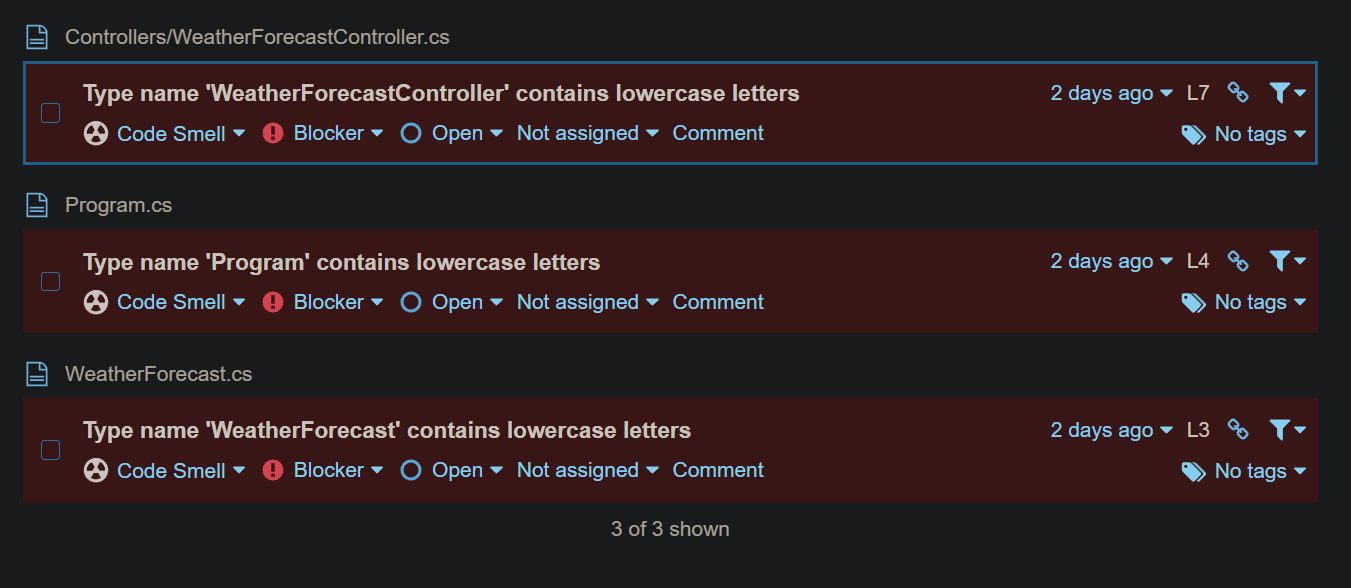 Controllers/WeatherForecastController.cs
Type name 'WeatherForecastController' contains lowercase letters 2 days ago L7
Code Smell Blocker Open Not assigned Comment No tags
Program.cs
Type name 'Program' contains lowercase letters 2 days ago L4
Code Smell Blocker Open Not assigned Comment No tags
WeatherForecast.cs
Type name 'WeatherForecast' contains lowercase letters 2 days ago L3
Code Smell Blocker Open Not assigned Comment No tags
3 of 3 shown